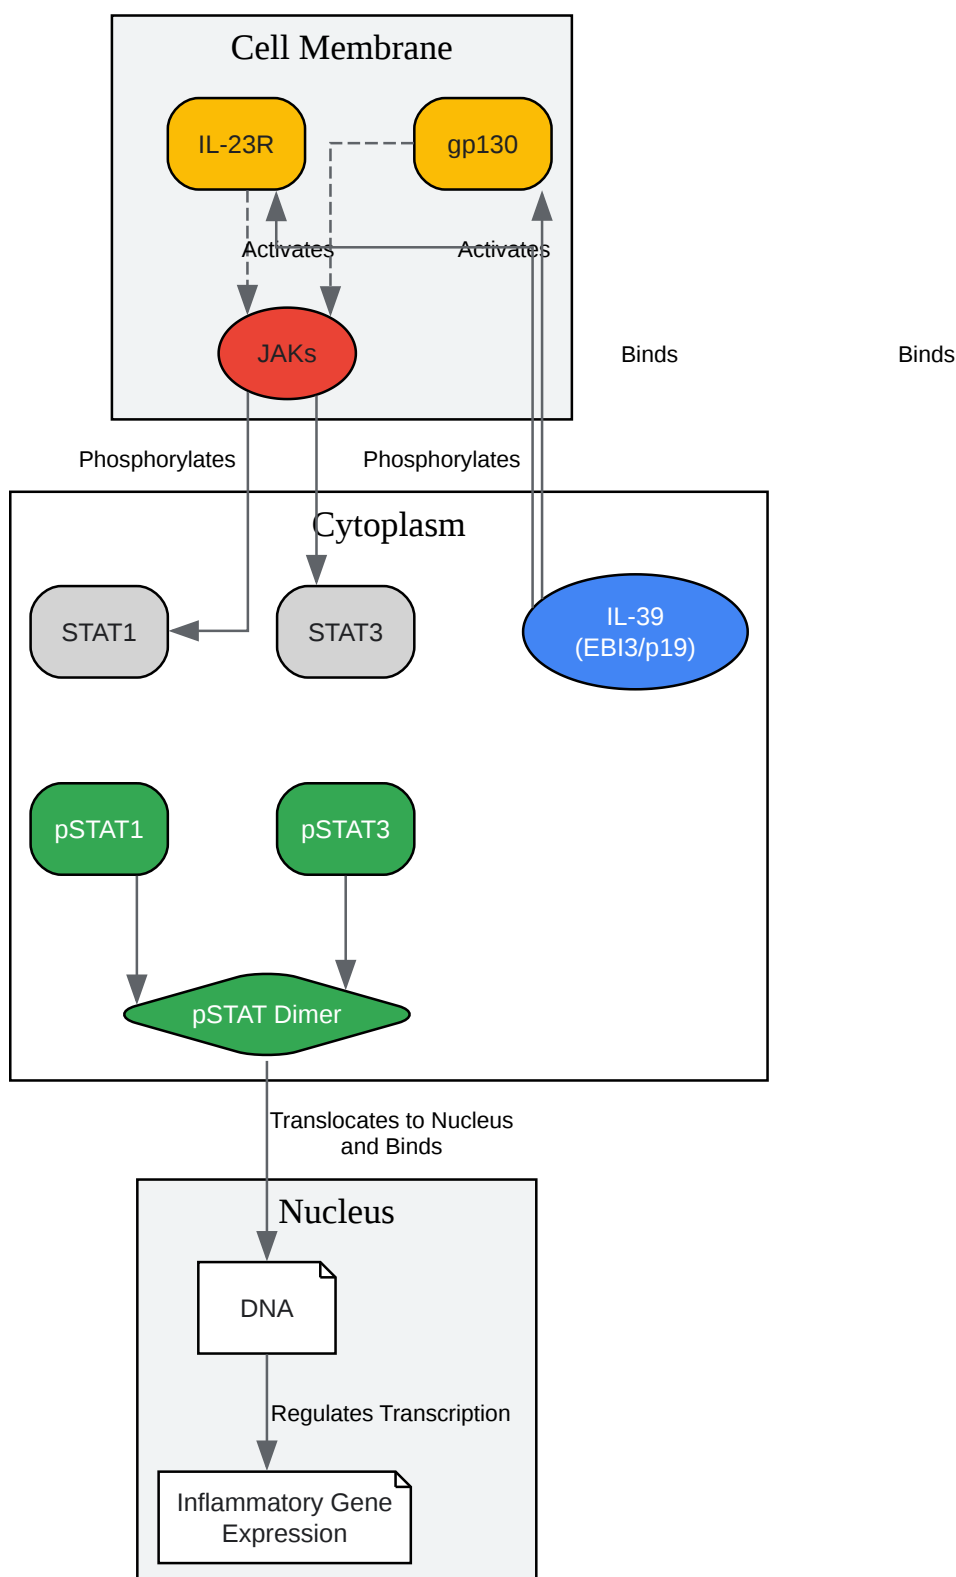 Cell Membrane
IL-23R
gp130
Activates
Activates
JAKs
Binds
Binds
Phosphorylates
Phosphorylates
Cytoplasm
STAT1
STAT3
IL-39
(EBI3/p19)
pSTAT1
pSTAT3
pSTAT Dimer
Translocates to Nucleus
and Binds
Nucleus
DNA
Regulates Transcription
Inflammatory Gene
Expression